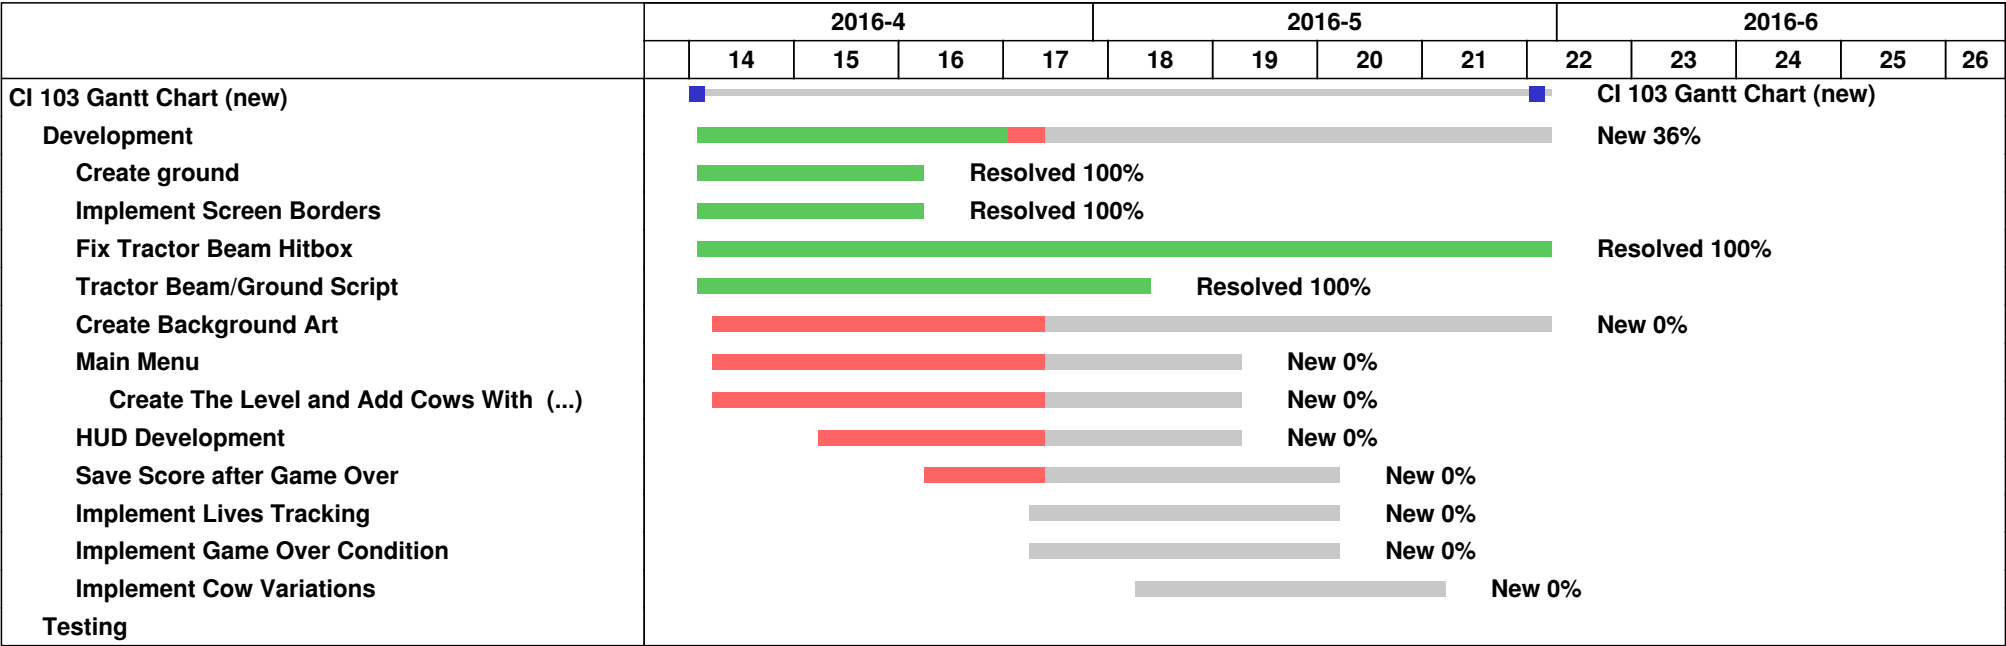 2016-4 2016-5 2016-6
14 15 16 17 18 19 20 21 22 23 24 25 26
CI 103 Gantt Chart (new) CI 103 Gantt Chart (new)
Development New 36%
Create ground Resolved 100%
Implement Screen Borders Resolved 100%
Fix Tractor Beam Hitbox Resolved 100%
Tractor Beam/Ground Script Resolved 100%
Create Background Art New 0%
Main Menu New 0%
Create The Level and Add Cows With (...) New 0%
HUD Development New 0%
Save Score after Game Over New 0%
Implement Lives Tracking New 0%
Implement Game Over Condition New 0%
Implement Cow Variations New 0%
Testing